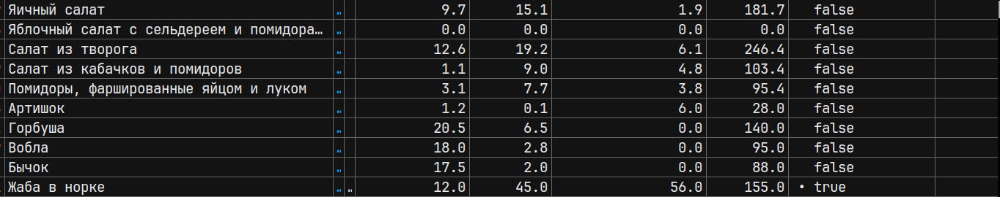 Яичный салат 9.7 15.1 1.9 181.7 false
Яблочный салат с сельдереем и помидора… 0.0 0.0 0.0 0.0 false
Салат из творога 12.6 19.2 6.1 246.4 false
Салат из кабачков и помидоров 1.1 9.0 4.8 103.4 false
Помидоры, фаршированные яйцом и луком 3.1 7.7 3.8 95.4 false
Артишок 1.2 0.1 6.0 28.0 false
Горбуша 20.5 6.5 0.0 140.0 false
Вобла 18.0 2.8 0.0 95.0 false
Бычок 17.5 2.0 0.0 88.0 false
Жаба в норке 12.0 45.0 56.0 155.0 • true